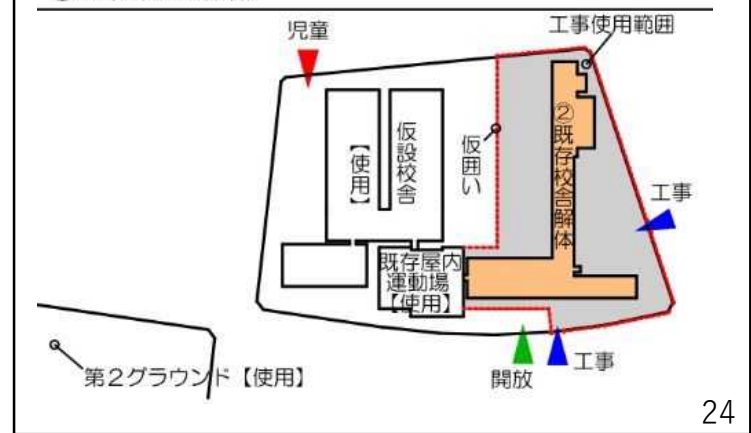 児童
工事使用範囲
仮設校舎
【使用】
仮囲い
②既存校舎解体
工事
既存屋内
運動場
【使用】
第2グラウンド【使用】
開放
工事
24